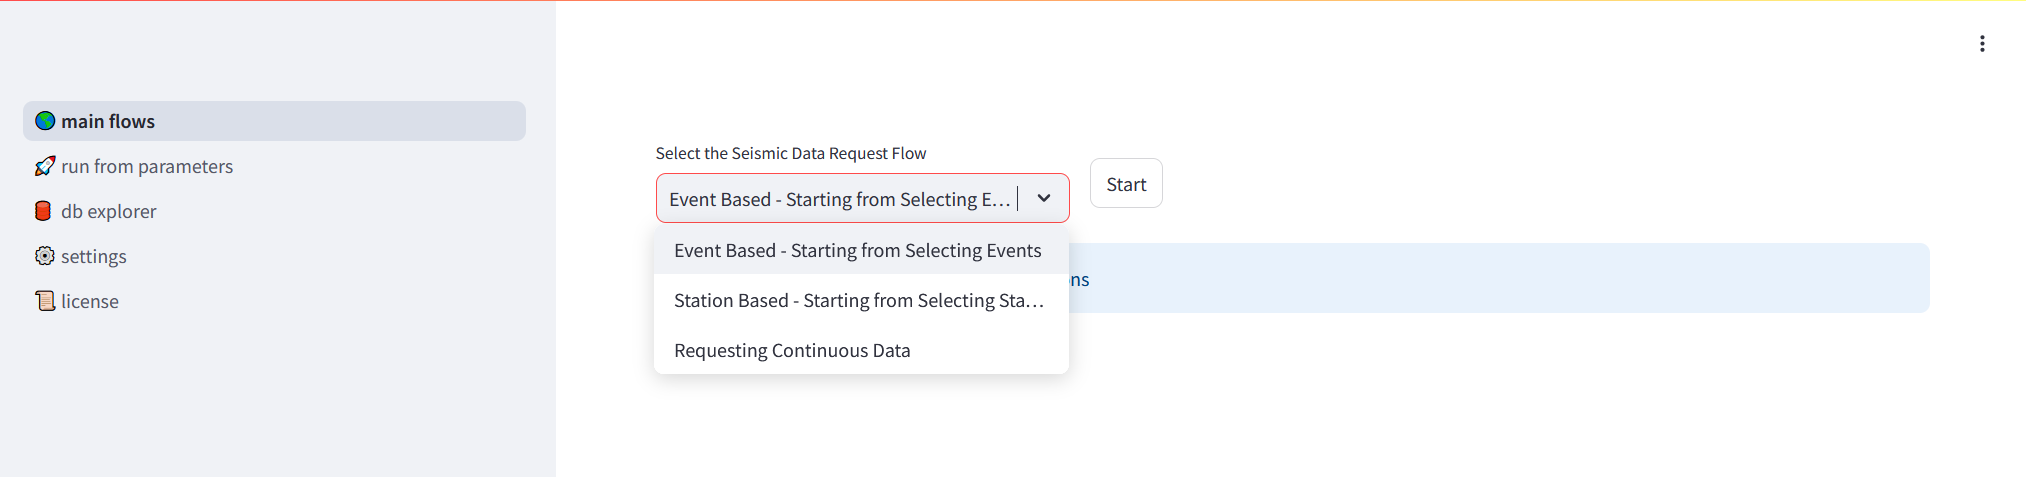 main flows
run from parameters
db explorer
settings
license
Select the Seismic Data Request Flow
Event Based - Starting from Selecting E...
Start
Event Based - Starting from Selecting Events
Station Based - Starting from Selecting Sta...
Requesting Continuous Data